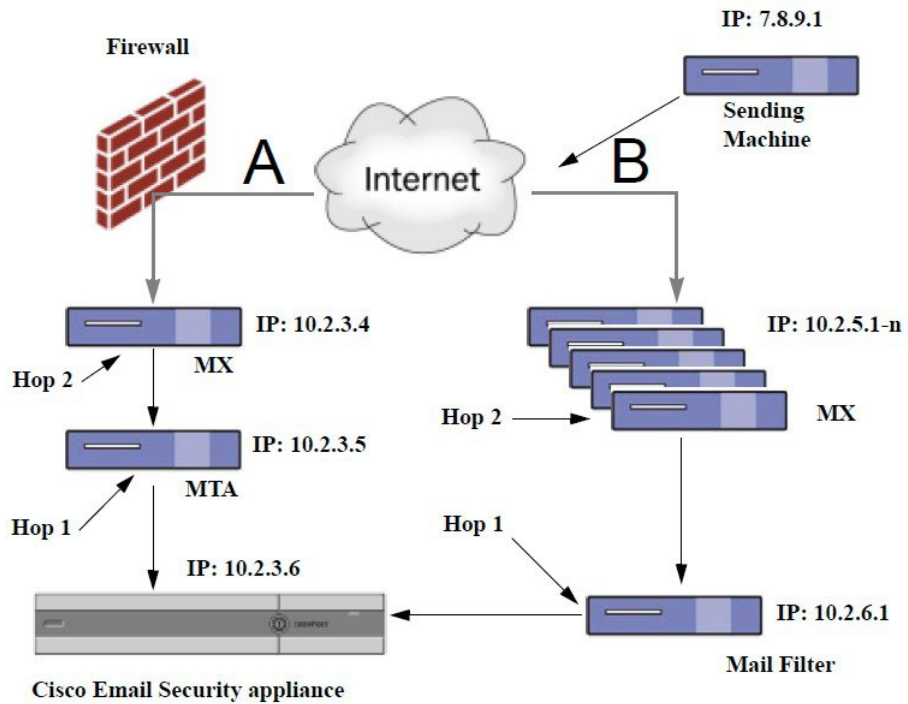 IP: 7.8.9.1
Firewall
Sending
Machine
A
Internet
B
IP: 10.2.3.4
MX
Hop 2
IP: 10.2.5.1-n
MX
Hop 2
IP: 10.2.3.5
MTA
Hop 1
Hop 1
IP: 10.2.3.6
IP: 10.2.6.1
Mail Filter
Cisco Email Security appliance